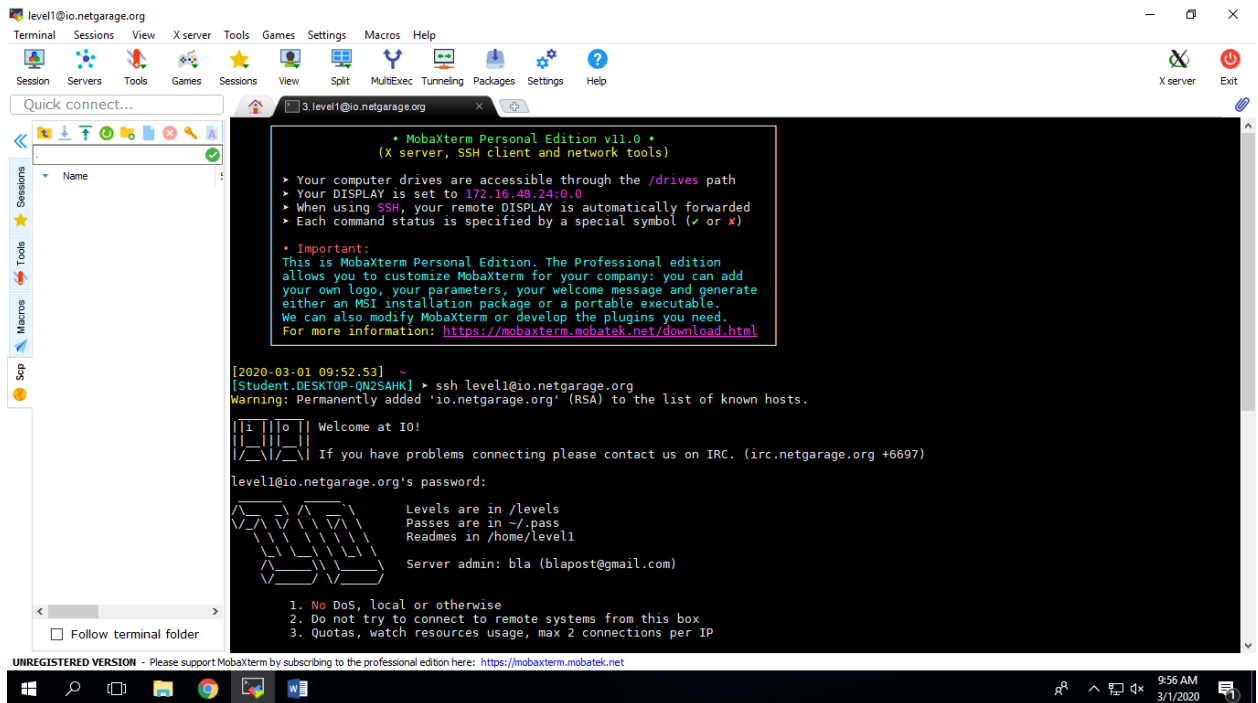 level1@io.netgarage.org
Terminal Sessions View X server Tools Games Settings Macros Help
Session Servers Tools Games Sessions View Split MultiExec Tunneling Packages Settings Help X server Exit
Quick connect...
3. level1@io.netgarage.org
.
Name
Sessions
Tools
Macros
Scp
Follow terminal folder
• MobaXterm Personal Edition v11.0 •
(X server, SSH client and network tools)
➤ Your computer drives are accessible through the /drives path
➤ Your DISPLAY is set to 172.16.48.24:0.0
➤ When using SSH, your remote DISPLAY is automatically forwarded
➤ Each command status is specified by a special symbol (✔ or ✘)
• Important:
This is MobaXterm Personal Edition. The Professional edition
allows you to customize MobaXterm for your company: you can add
your own logo, your parameters, your welcome message and generate
either an MSI installation package or a portable executable.
We can also modify MobaXterm or develop the plugins you need.
For more information: https://mobaxterm.mobatek.net/download.html
[2020-03-01 09:52.53] ~
[Student.DESKTOP-QN2SAHK] ➤ ssh level1@io.netgarage.org
Warning: Permanently added 'io.netgarage.org' (RSA) to the list of known hosts.
||i |||o || Welcome at IO!
If you have problems connecting please contact us on IRC. (irc.netgarage.org +6697)
level1@io.netgarage.org's password:
Levels are in /levels
Passes are in ~/.pass
Readmes in /home/level1
Server admin: bla (blapost@gmail.com)
1. No DoS, local or otherwise
2. Do not try to connect to remote systems from this box
3. Quotas, watch resources usage, max 2 connections per IP
UNREGISTERED VERSION - Please support MobaXterm by subscribing to the professional edition here: https://mobaxterm.mobatek.net
9:56 AM
3/1/2020
1